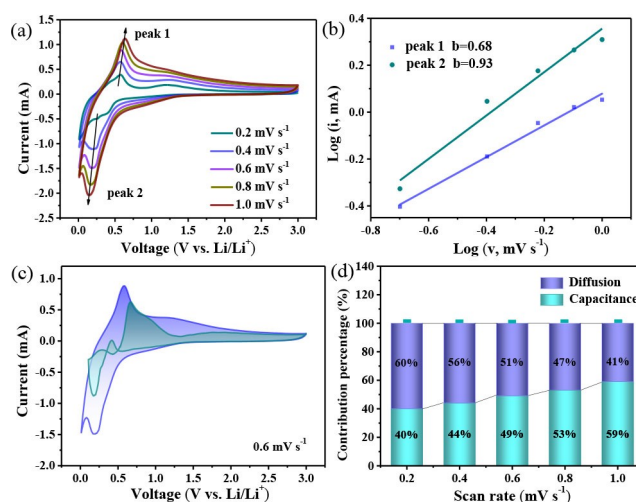 (a)
peak 1
peak 2
0.2 mV s⁻¹
0.4 mV s⁻¹
0.6 mV s⁻¹
0.8 mV s⁻¹
1.0 mV s⁻¹
1.5
1.0
0.5
0.0
-0.5
-1.0
-1.5
-2.0
-2.5
Current (mA)
0.0 0.5 1.0 1.5 2.0 2.5 3.0
Voltage (V vs. Li/Li⁺)
(b)
peak 1 b=0.68
peak 2 b=0.93
0.4
0.2
0.0
-0.2
-0.4
Log (i, mA)
-0.8 -0.6 -0.4 -0.2 0.0
Log (v, mV s⁻¹)
(c)
1.0
0.5
0.0
-0.5
-1.0
-1.5
-2.0
Current (mA)
0.6 mV s⁻¹
0.0 0.5 1.0 1.5 2.0 2.5 3.0
Voltage (V vs. Li/Li⁺)
(d)
Diffusion
Capacitance
140
120
100
80
60
40
20
0
Contribution percentage (%)
60% 56% 51% 47% 41%
40% 44% 49% 53% 59%
0.2 0.4 0.6 0.8 1.0
Scan rate (mV s⁻¹)